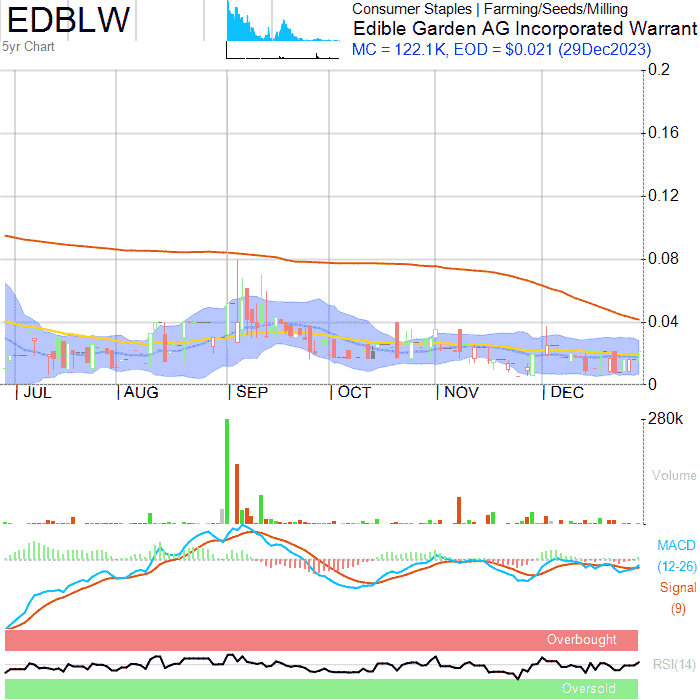 EDBLW
5yr Chart
Consumer Staples | Farming/Seeds/Milling
Edible Garden AG Incorporated Warrant
MC = 122.1K, EOD = $0.021 (29Dec2023)
0.2
0.16
0.12
0.08
0.04
0
JUL AUG SEP OCT NOV DEC
280k
Volume
MACD
(12-26)
Signal
(9)
Overbought
RSI(14)
Oversold